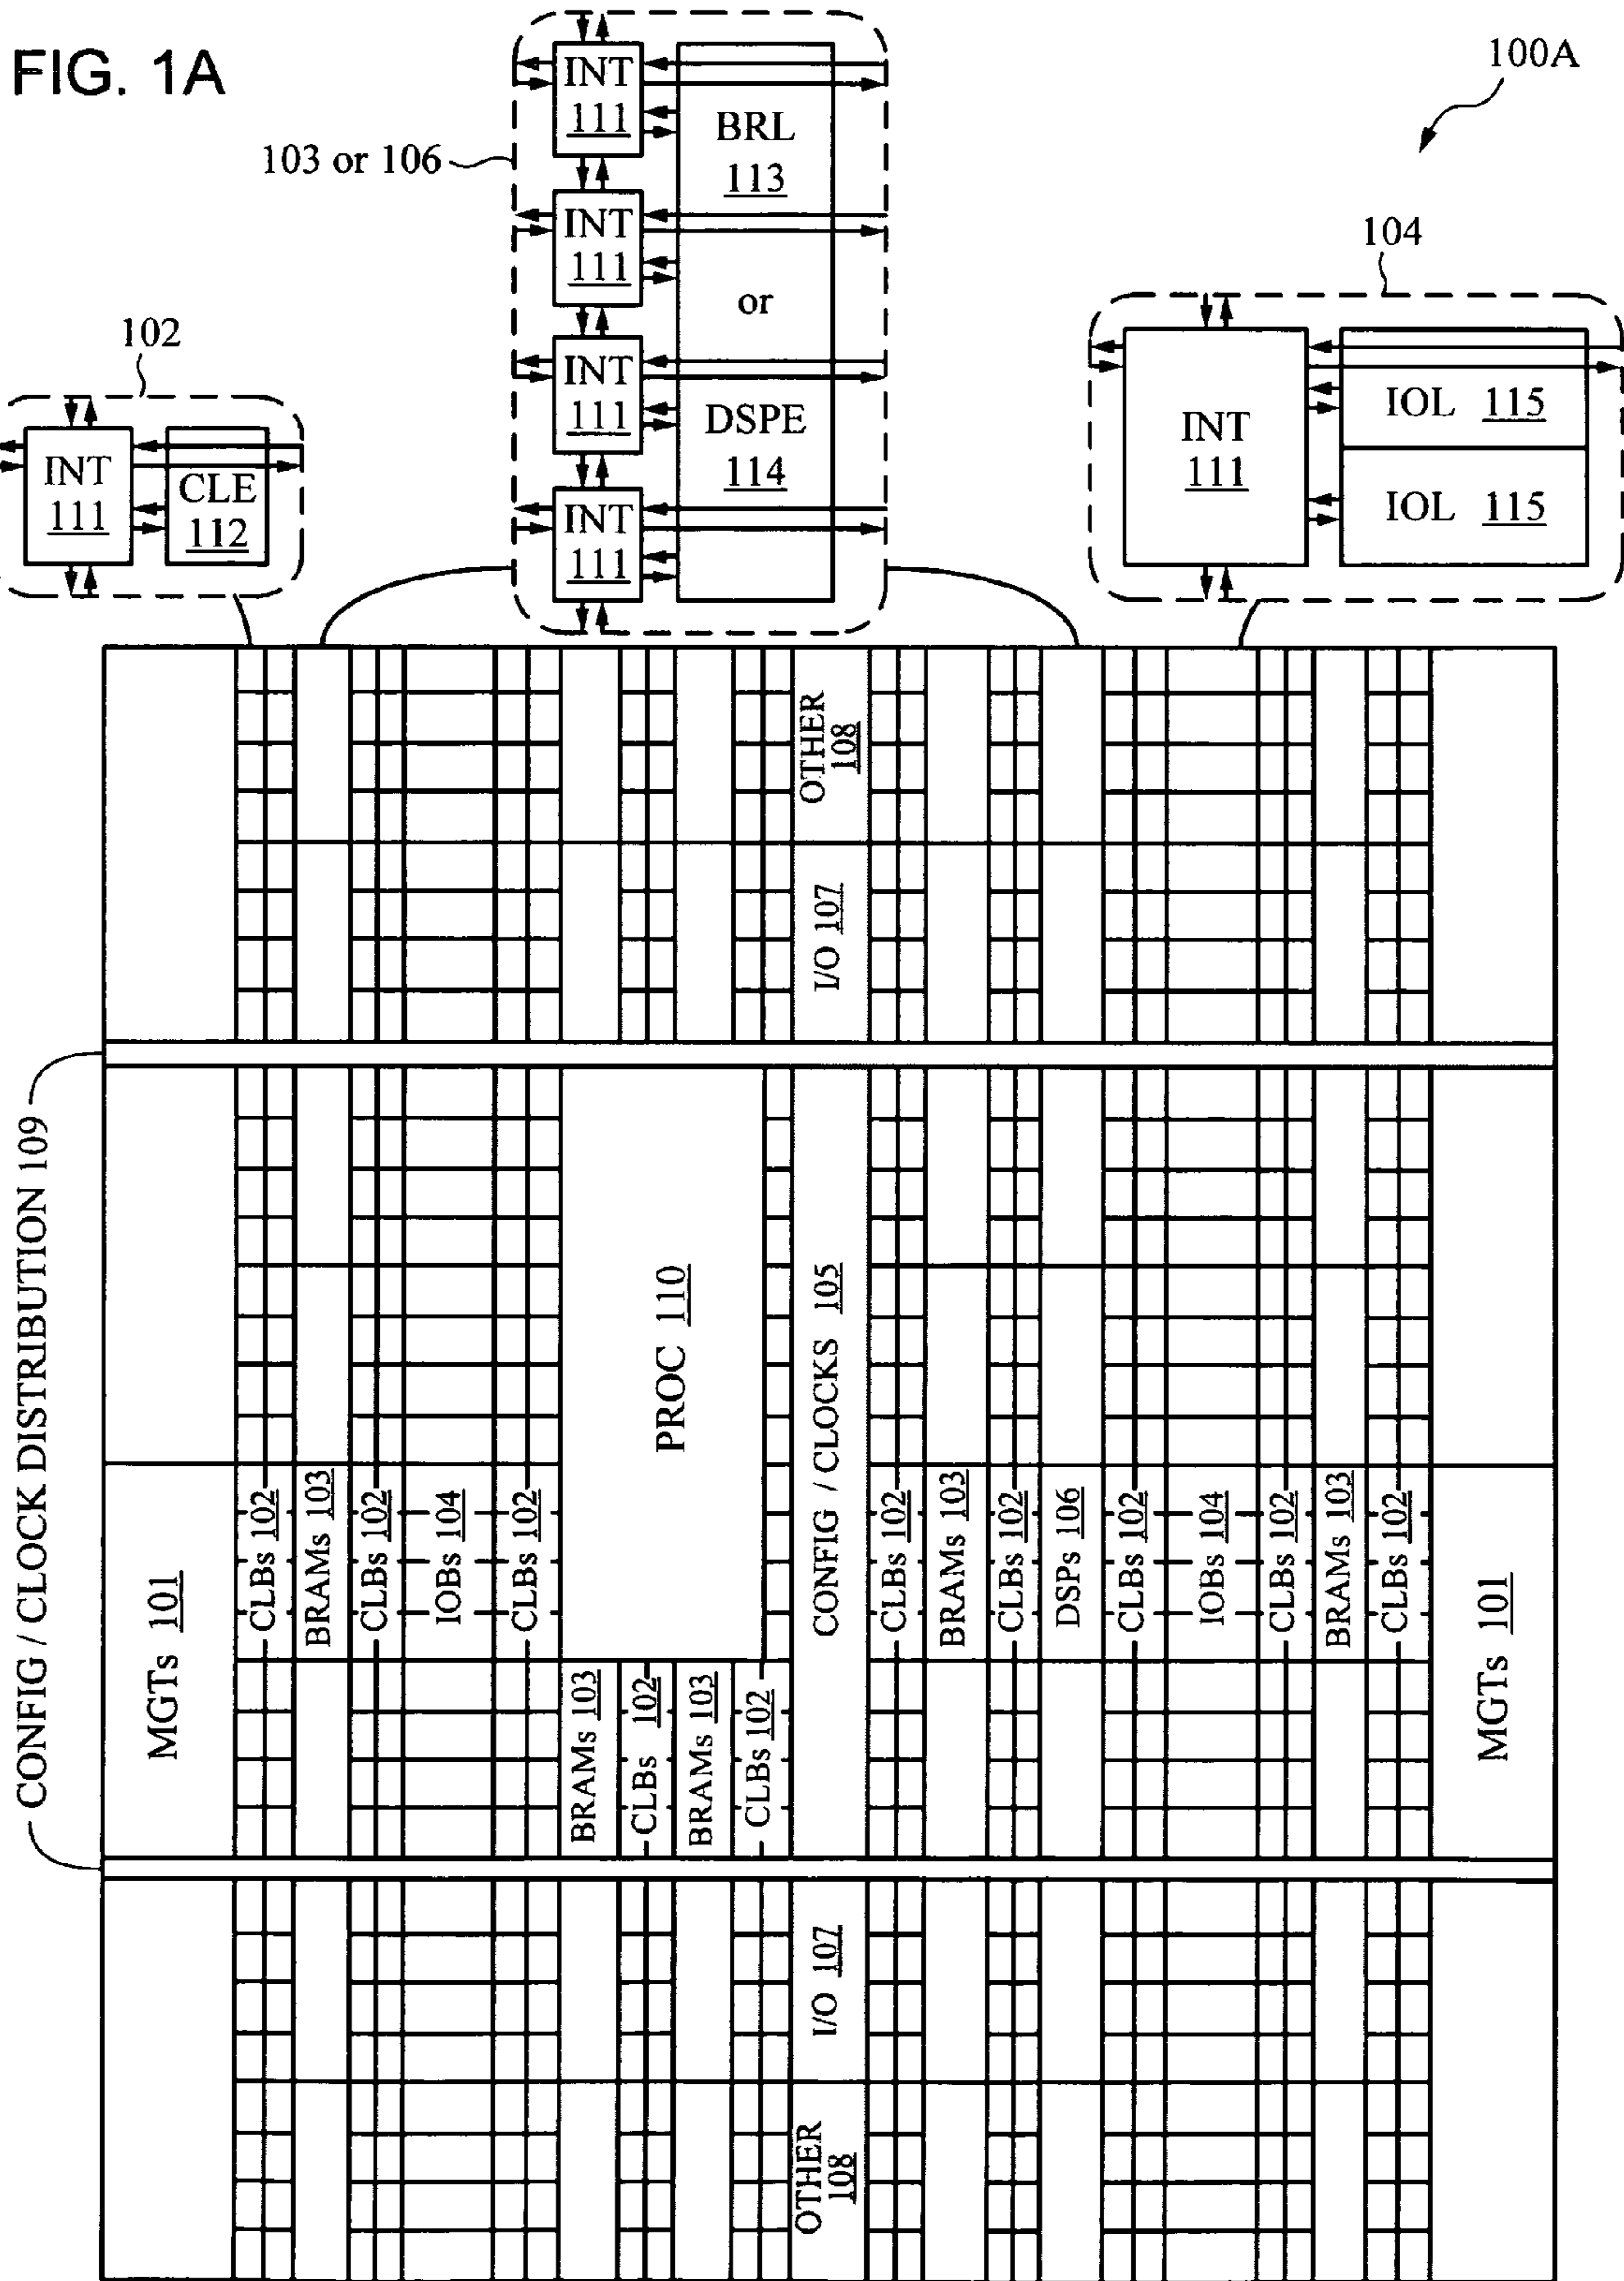 FIG. 1A
100A
103 or 106
INT
111
INT
111
INT
111
INT
111
BRL
113
or
DSPE
114
104
INT
111
IOL 115
IOL 115
102
INT
111
CLE
112
OTHER
108
I/O 107
CONFIG / CLOCK DISTRIBUTION 109
PROC 110
CONFIG / CLOCKS 105
MGTs 101
CLBs 102
BRAMs 103
CLBs 102
IOBs 104
CLBs 102
BRAMs 103
CLBs 102
BRAMs 103
CLBs 102
CLBs 102
BRAMs 103
CLBs 102
DSPs 106
CLBs 102
IOBs 104
CLBs 102
BRAMs 103
CLBs 102
MGTs 101
I/O 107
OTHER
108